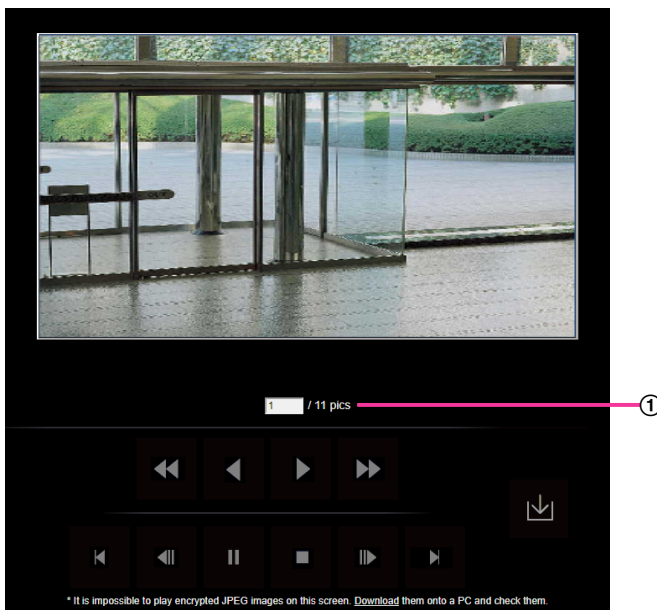 1 / 11 pics
①
* It is impossible to play encrypted JPEG images on this screen. Download them onto a PC and check them.